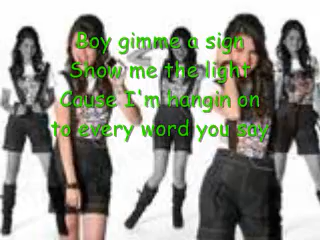 Boy gimme a sign
Show me the light
Cause I'm hangin on
to every word you say